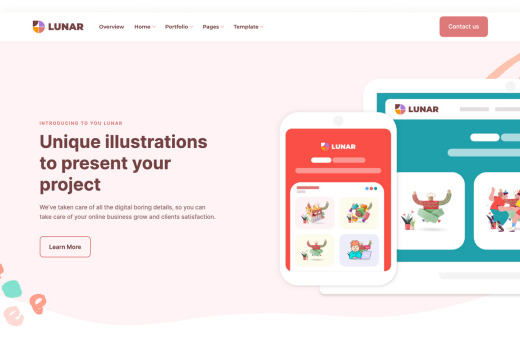 LUNAR
Overview
Home
Portfolio
Pages
Template
Contact us
INTRODUCING TO YOU LUNAR
Unique illustrations
to present your
project
We've taken care of all the digital boring details, so you can
take care of your online business grow and clients satisfaction.
Learn More
LUNAR
LUNAR